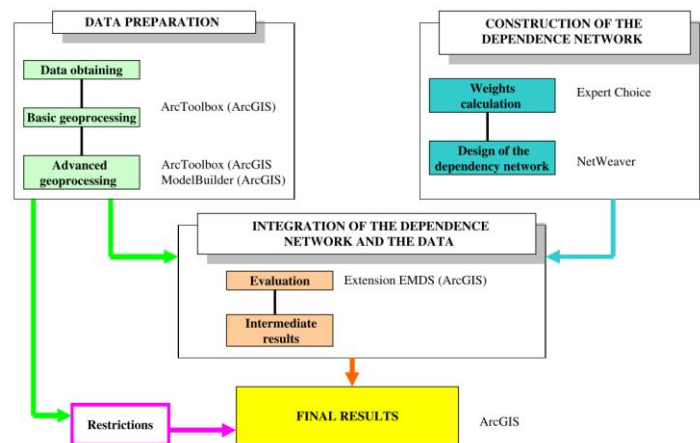 DATA PREPARATION
Data obtaining
Basic geoprocessing
ArcToolbox (ArcGIS)
Advanced
geoprocessing
ArcToolbox (ArcGIS
ModelBuilder (ArcGIS)
CONSTRUCTION OF THE
DEPENDENCE NETWORK
Weights
calculation
Expert Choice
Design of the
dependency network
NetWeaver
INTEGRATION OF THE DEPENDENCE
NETWORK AND THE DATA
Evaluation
Extension EMDS (ArcGIS)
Intermediate
results
Restrictions
FINAL RESULTS
ArcGIS